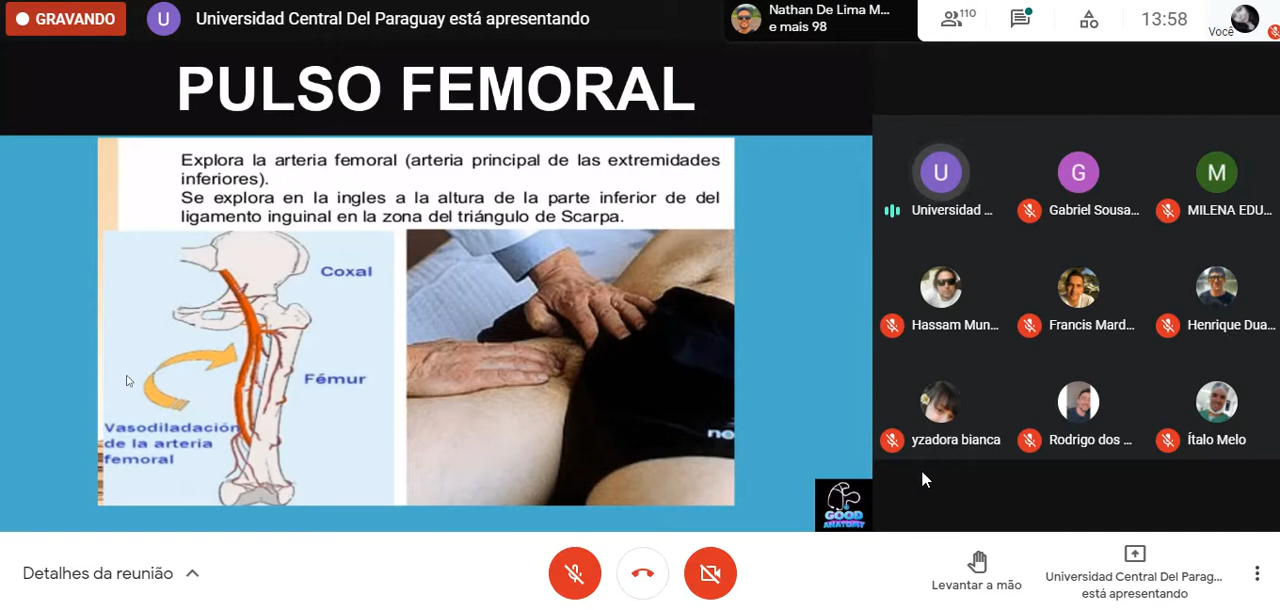 GRAVANDO
U
Universidad Central Del Paraguay está apresentando
Nathan De Lima M...
e mais 98
110
13:58
Você
PULSO FEMORAL
Explora la arteria femoral (arteria principal de las extremidades
inferiores).
Se explora en la ingles a la altura de la parte inferior de del
ligamento inguinal en la zona del triángulo de Scarpa.
Coxal
Fémur
Vasodiladación
de la arteria
femoral
GOOD
ANATOMY
U
G
M
Universidad ...
Gabriel Sousa...
MILENA EDU...
Hassam Mun...
Francis Mard...
Henrique Dua...
yzadora bianca
Rodrigo dos ...
Ítalo Melo
Detalhes da reunião
Levantar a mão
Universidad Central Del Parag...
está apresentando